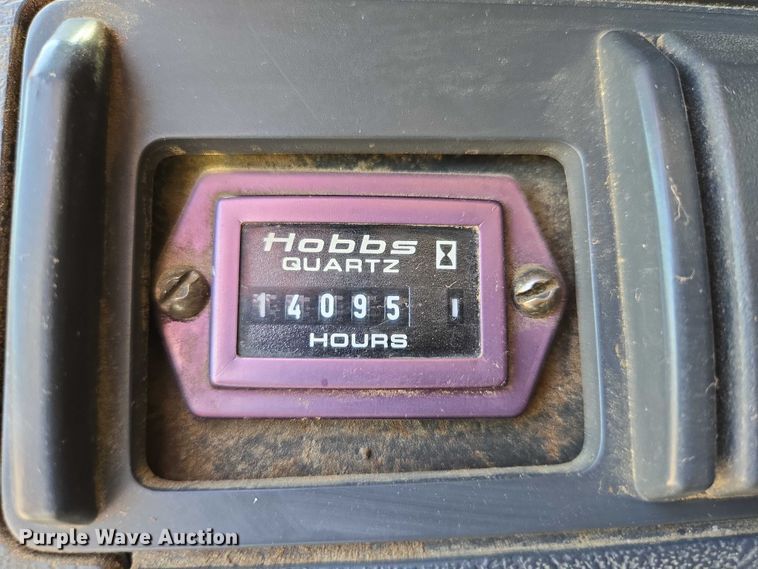 Hobbs
QUARTZ
14095 1
HOURS
Purple Wave Auction